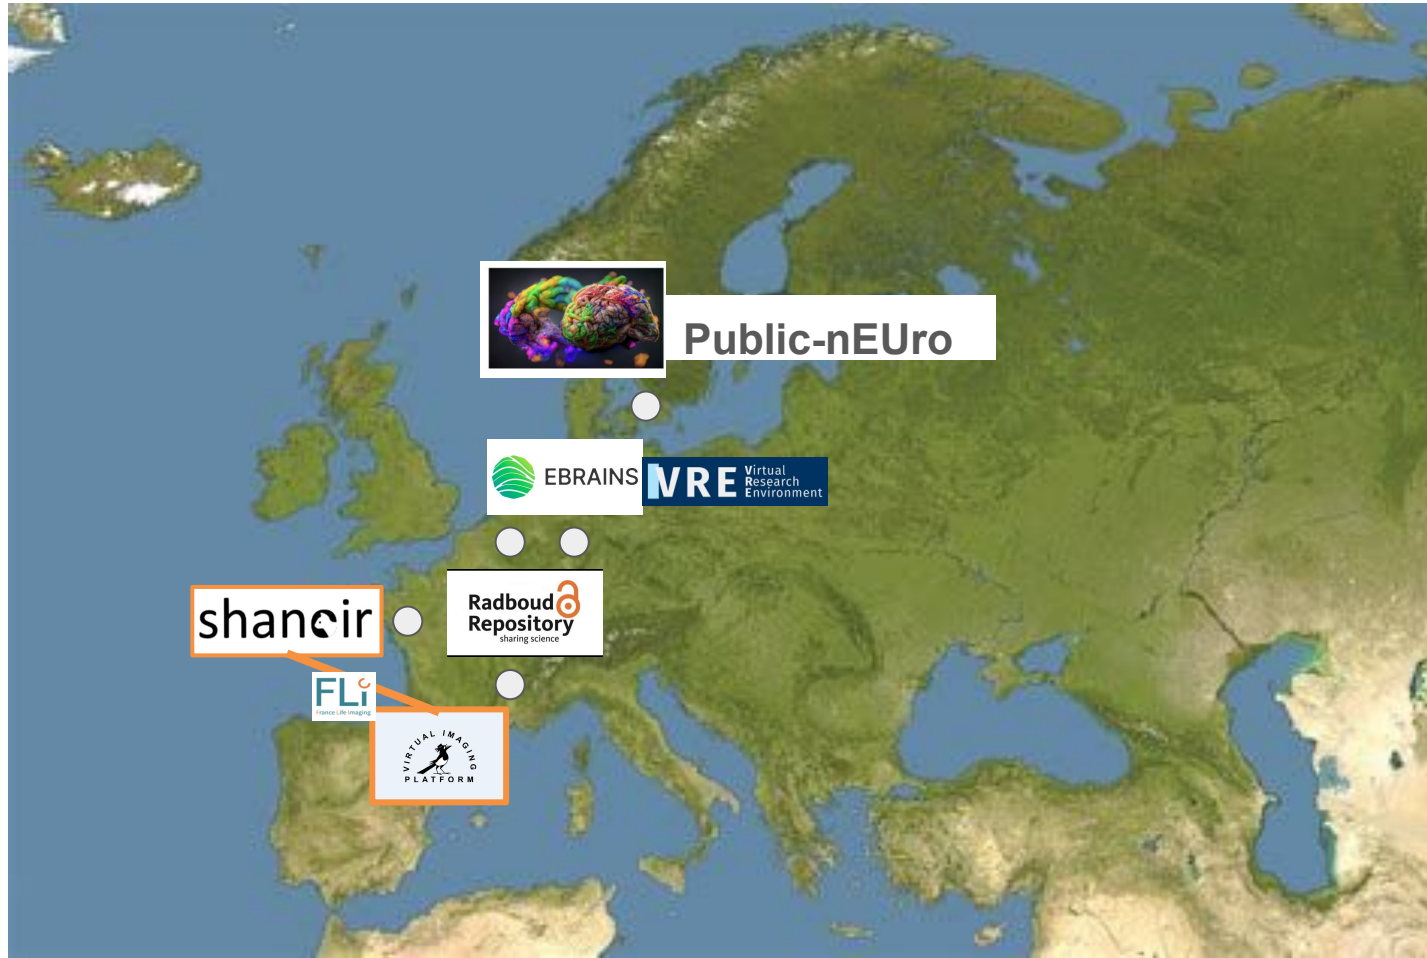 Public-nEUro
EBRAINS
VRE
Virtual
Research
Environment
Radboud
Repository
sharing science
shanoir
FLi
France Life Imaging
VIRTUAL IMAGING
PLATFORM